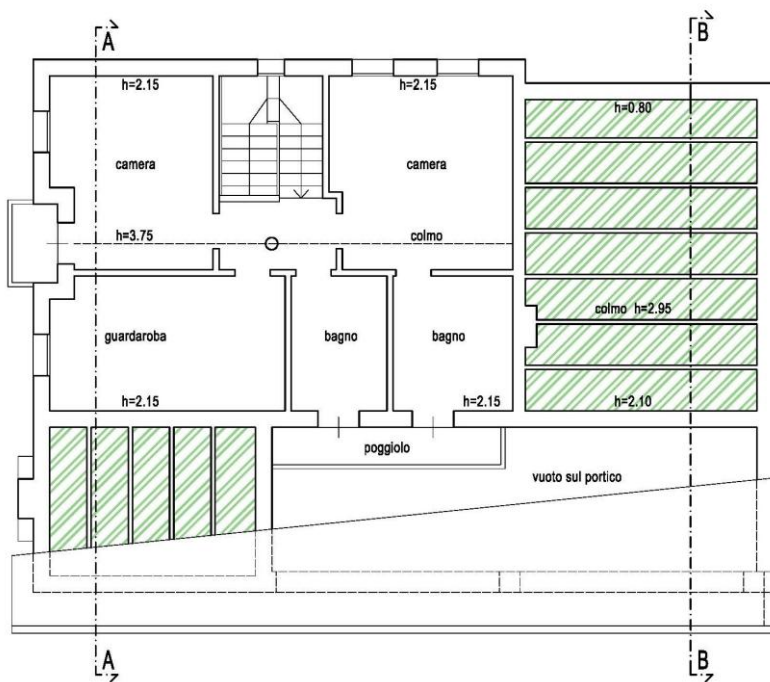 A
B
h=2.15
h=2.15
h=0.80
camera
camera
h=3.75
colmo
colmo h=2.95
guardaroba
bagno
bagno
h=2.15
h=2.15
h=2.10
poggiolo
vuoto sul portico
A
B